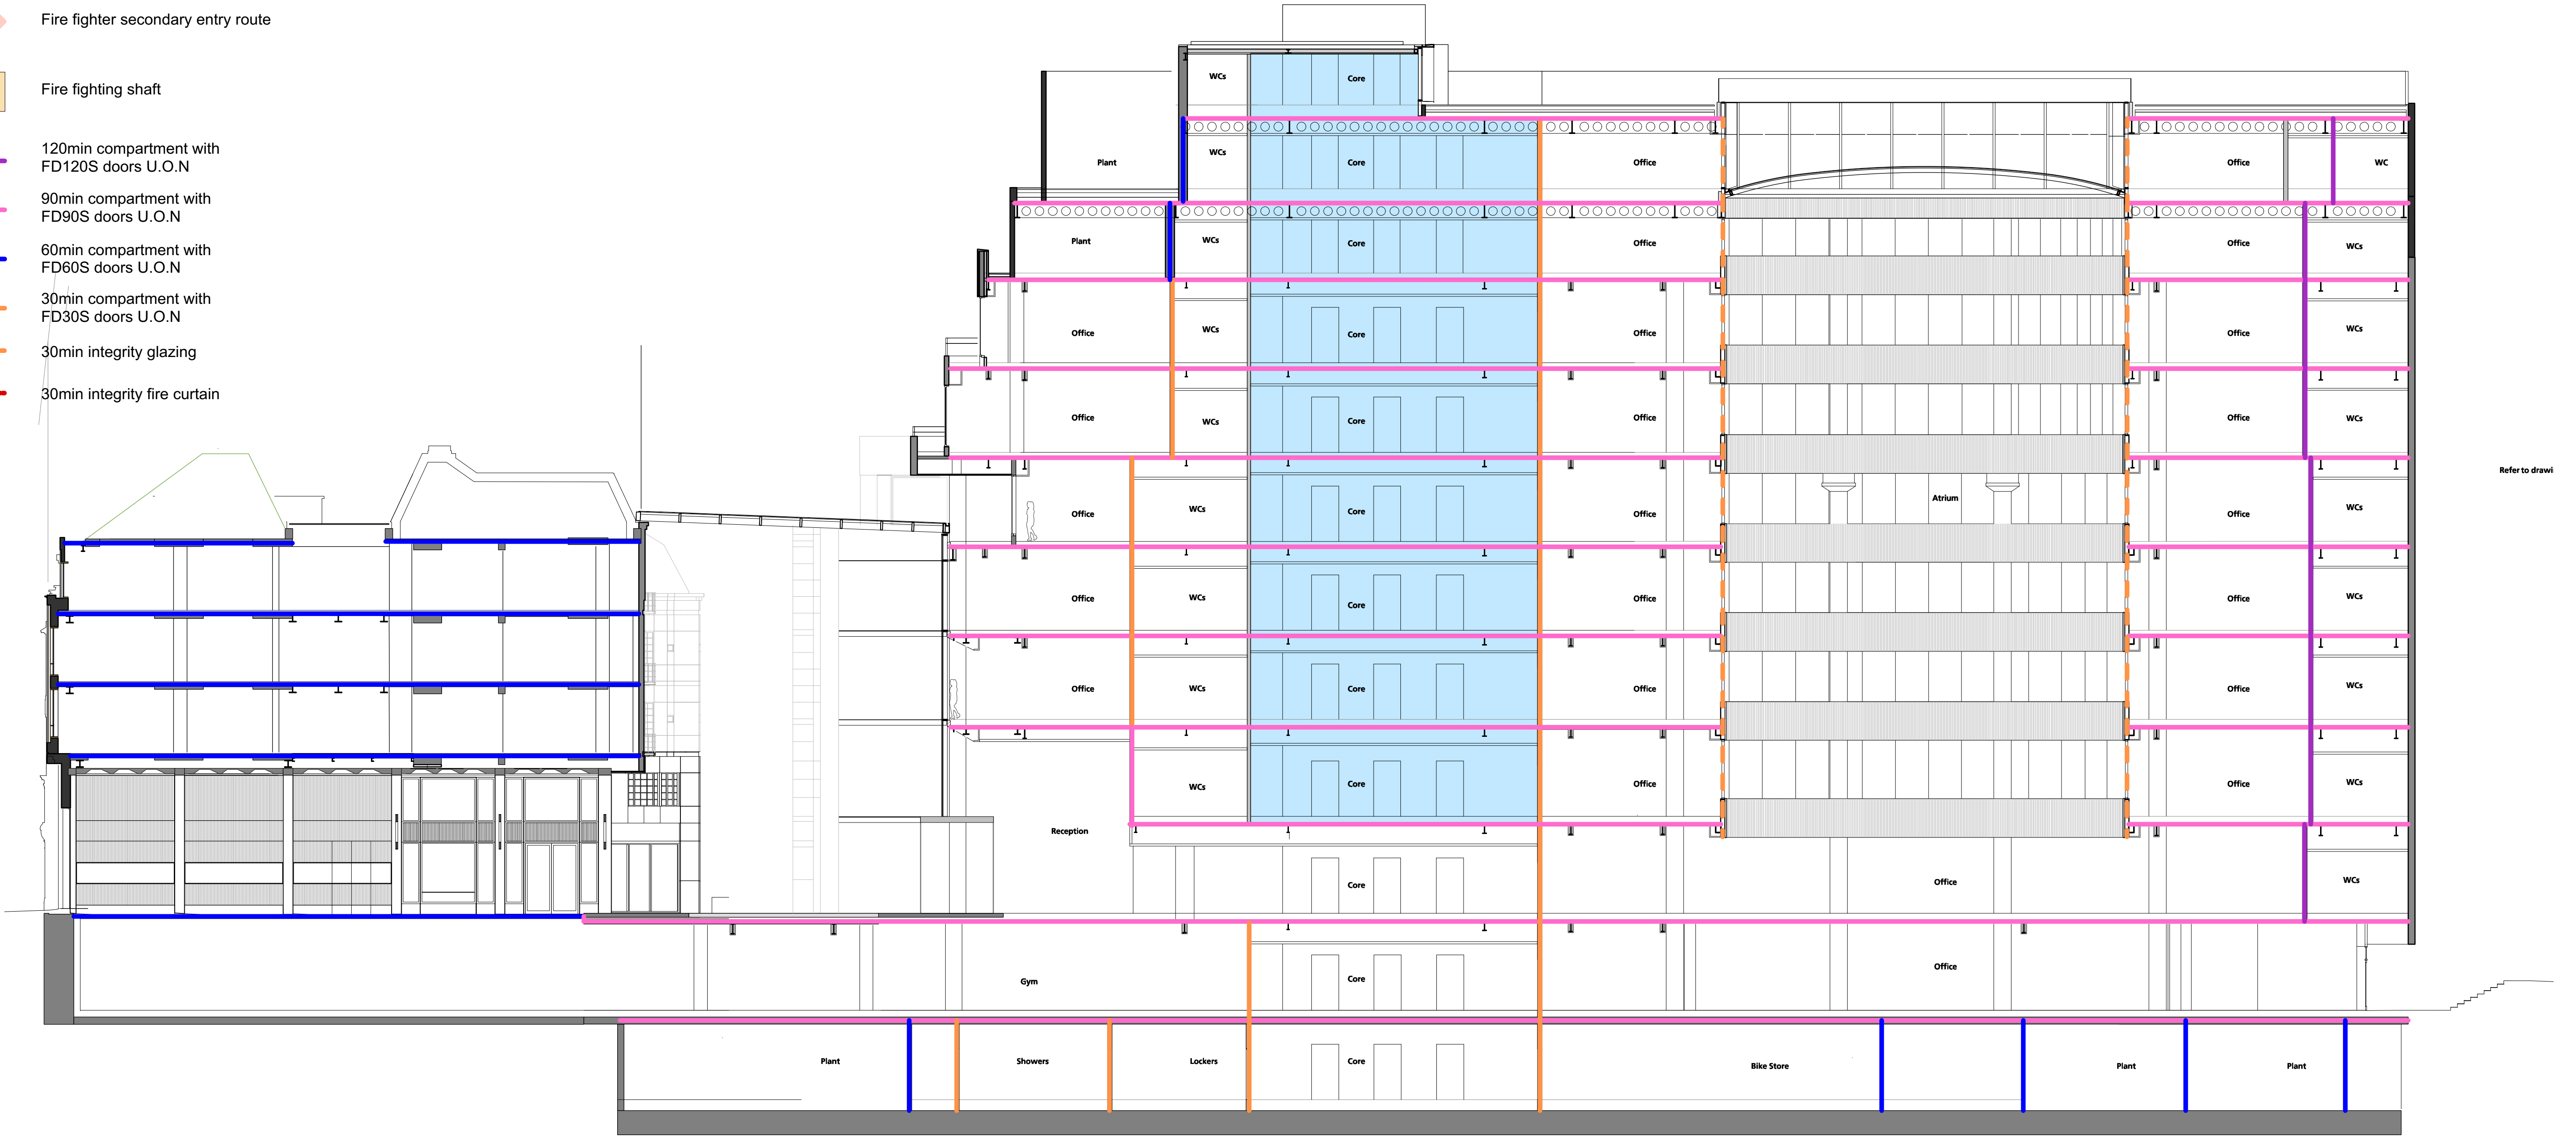 Fire fighter secondary entry route
Fire fighting shaft
120min compartment with
FD120S doors U.O.N
90min compartment with
FD90S doors U.O.N
60min compartment with
FD60S doors U.O.N
30min compartment with
FD30S doors U.O.N
30min integrity glazing
30min integrity fire curtain
WCs Core
Plant WCs Core Office Office WC
Plant WCs Core Office Office WCs
Office WCs Core Office Office WCs
Office WCs Core Office Office WCs
Refer to drawi
Office WCs Core Office Atrium Office WCs
Office WCs Core Office Office WCs
Office WCs Core Office Office WCs
WCs Core Office Office WCs
Reception
Core Office WCs
Gym Core Office
Plant Showers Lockers Core Bike Store Plant Plant